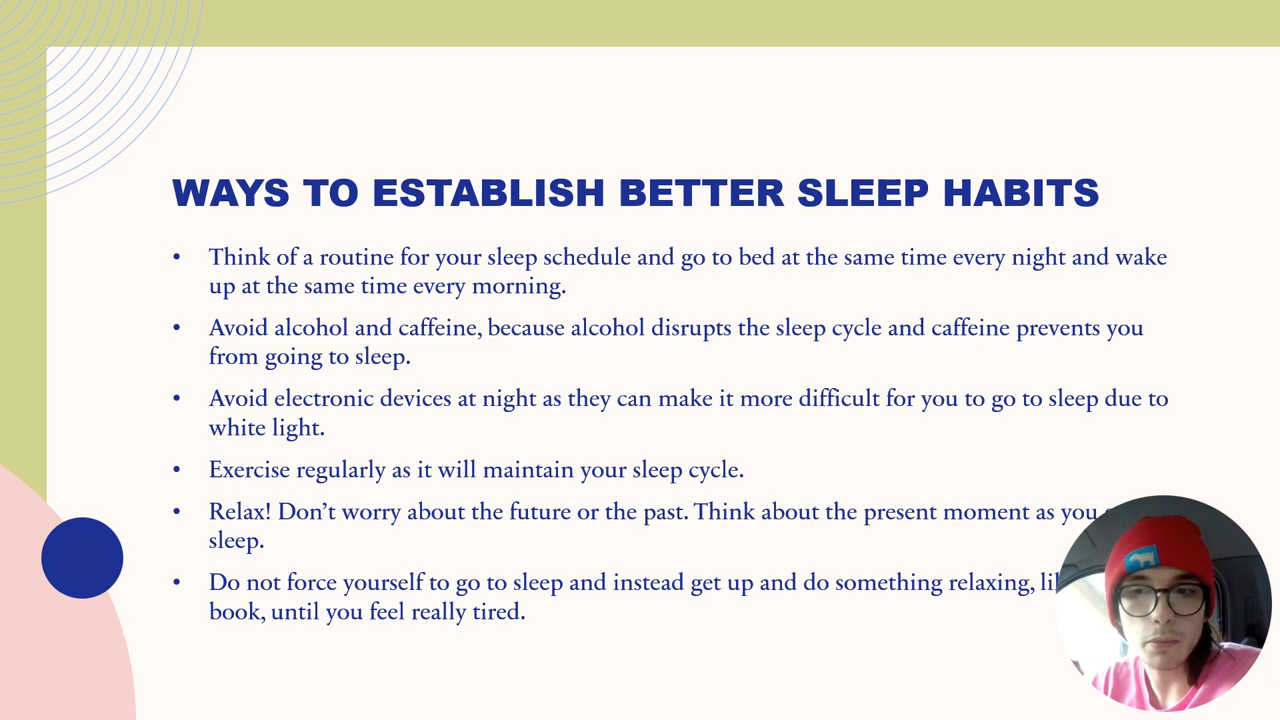 WAYS TO ESTABLISH BETTER SLEEP HABITS
• Think of a routine for your sleep schedule and go to bed at the same time every night and wake
up at the same time every morning.
• Avoid alcohol and caffeine, because alcohol disrupts the sleep cycle and caffeine prevents you
from going to sleep.
• Avoid electronic devices at night as they can make it more difficult for you to go to sleep due to
white light.
• Exercise regularly as it will maintain your sleep cycle.
• Relax! Don’t worry about the future or the past. Think about the present moment as you
sleep.
• Do not force yourself to go to sleep and instead get up and do something relaxing,
book, until you feel really tired.